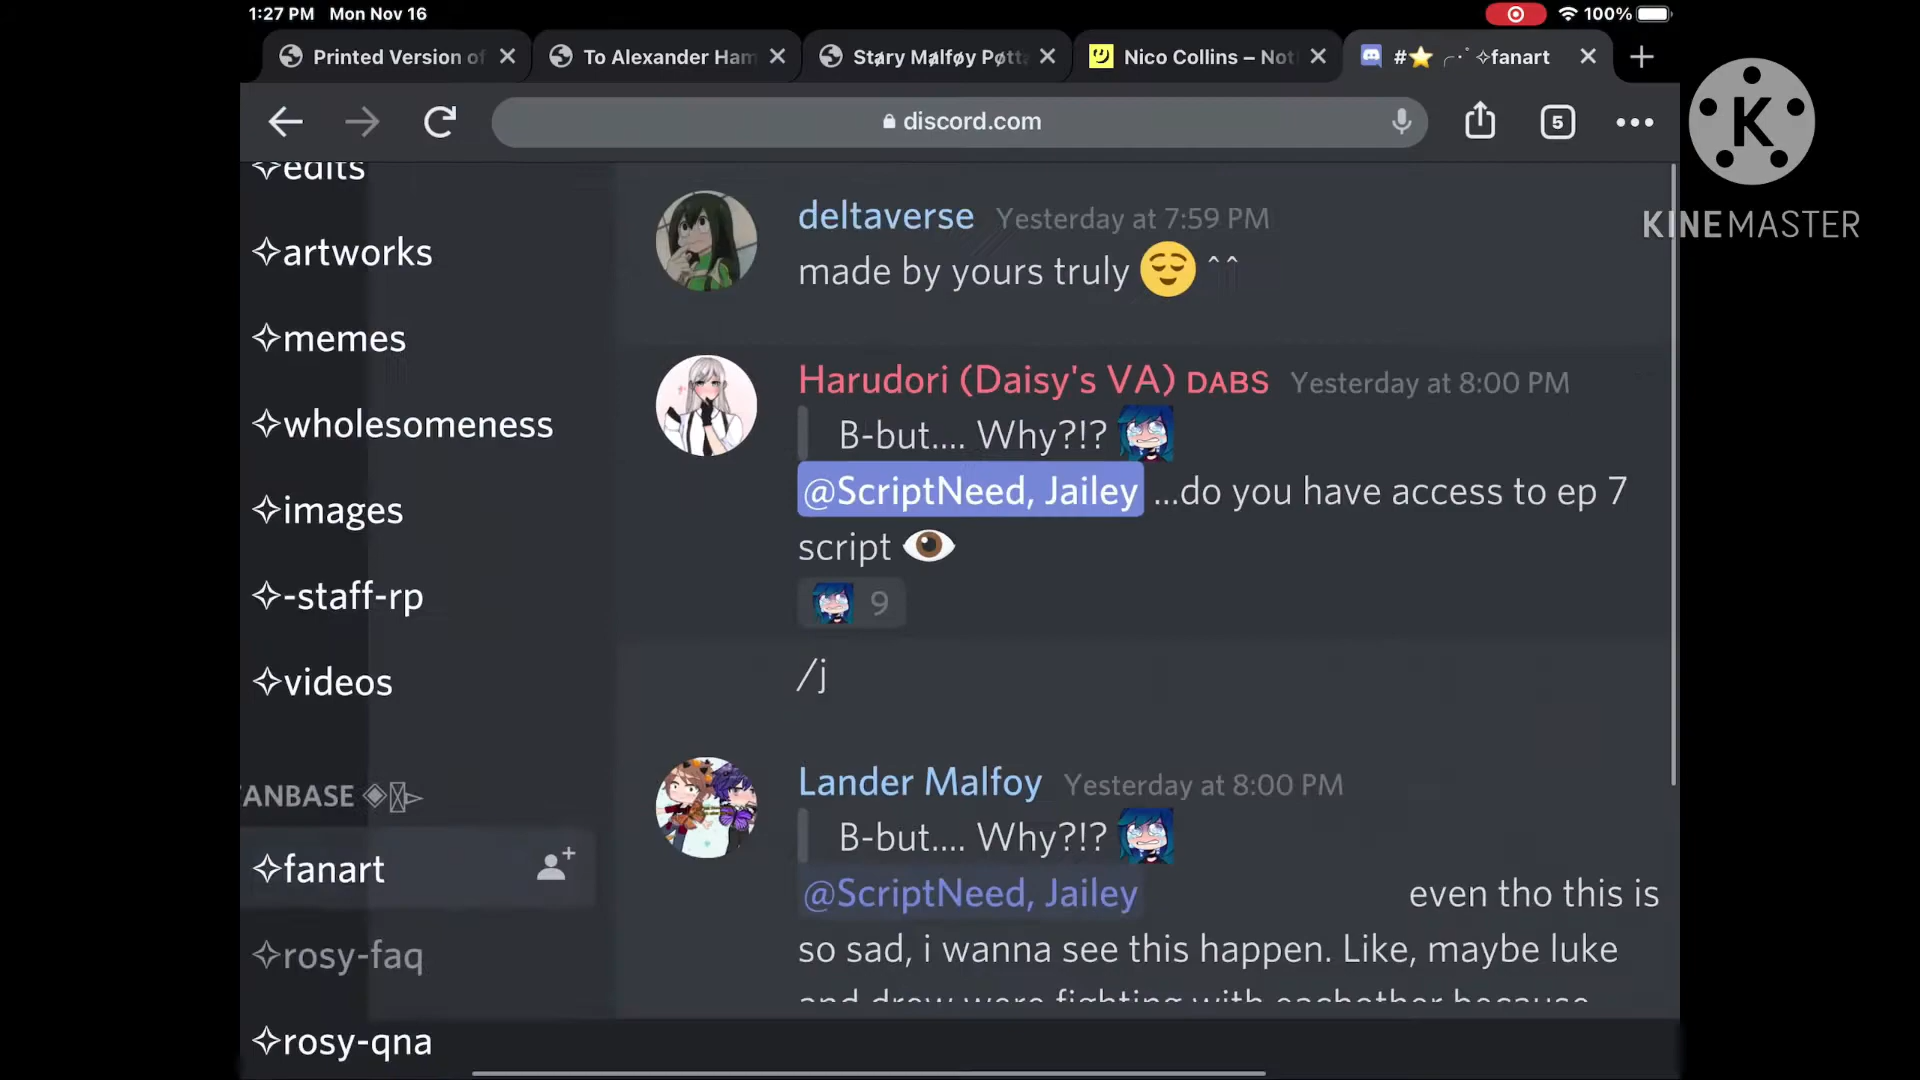 1:27 PM Mon Nov 16
100%
Printed Version of
To Alexander Ham
Støry Mąlføy Pøtt
Nico Collins – Not
#⭐ ╭·˙ ✧fanart
discord.com
5
K
KINEMASTER
✧edits
✧artworks
✧memes
✧wholesomeness
✧images
✧-staff-rp
✧videos
ANBASE
✧fanart
✧rosy-faq
✧rosy-qna
deltaverse Yesterday at 7:59 PM
made by yours truly 😌 ^^
Harudori (Daisy's VA) DABS Yesterday at 8:00 PM
B-but.... Why?!?
@ScriptNeed, Jailey ...do you have access to ep 7
script 👁️
9
/j
Lander Malfoy Yesterday at 8:00 PM
B-but.... Why?!?
@ScriptNeed, Jailey even tho this is
so sad, i wanna see this happen. Like, maybe luke
and drew were fighting with eachother because